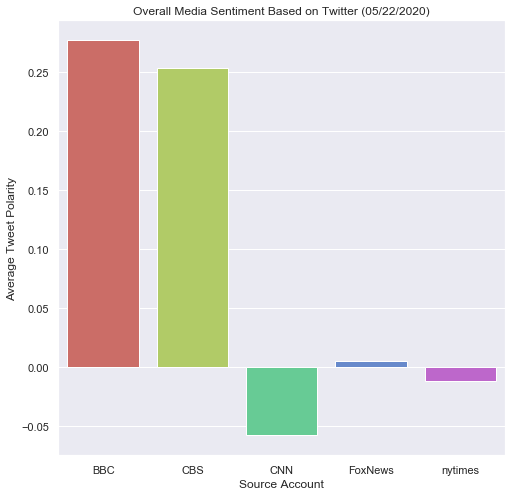 Overall Media Sentiment Based on Twitter (05/22/2020)
Average Tweet Polarity
0.25
0.20
0.15
0.10
0.05
0.00
−0.05
BBC CBS CNN FoxNews nytimes
Source Account